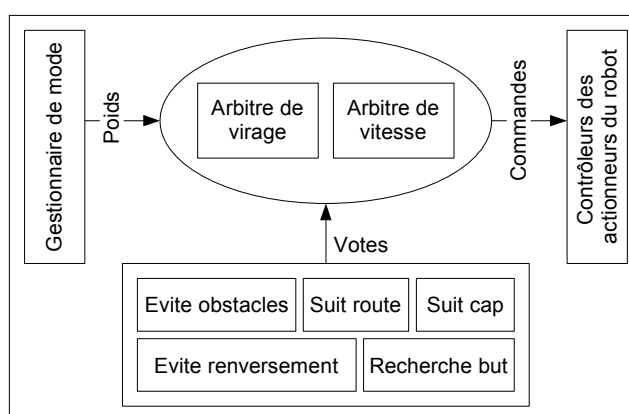 Gestionnaire de mode
Poids
Arbitre de
virage
Arbitre de
vitesse
Commandes
Contrôleurs des
actionneurs du robot
Votes
Evite obstacles
Suit route
Suit cap
Evite renversement
Recherche but